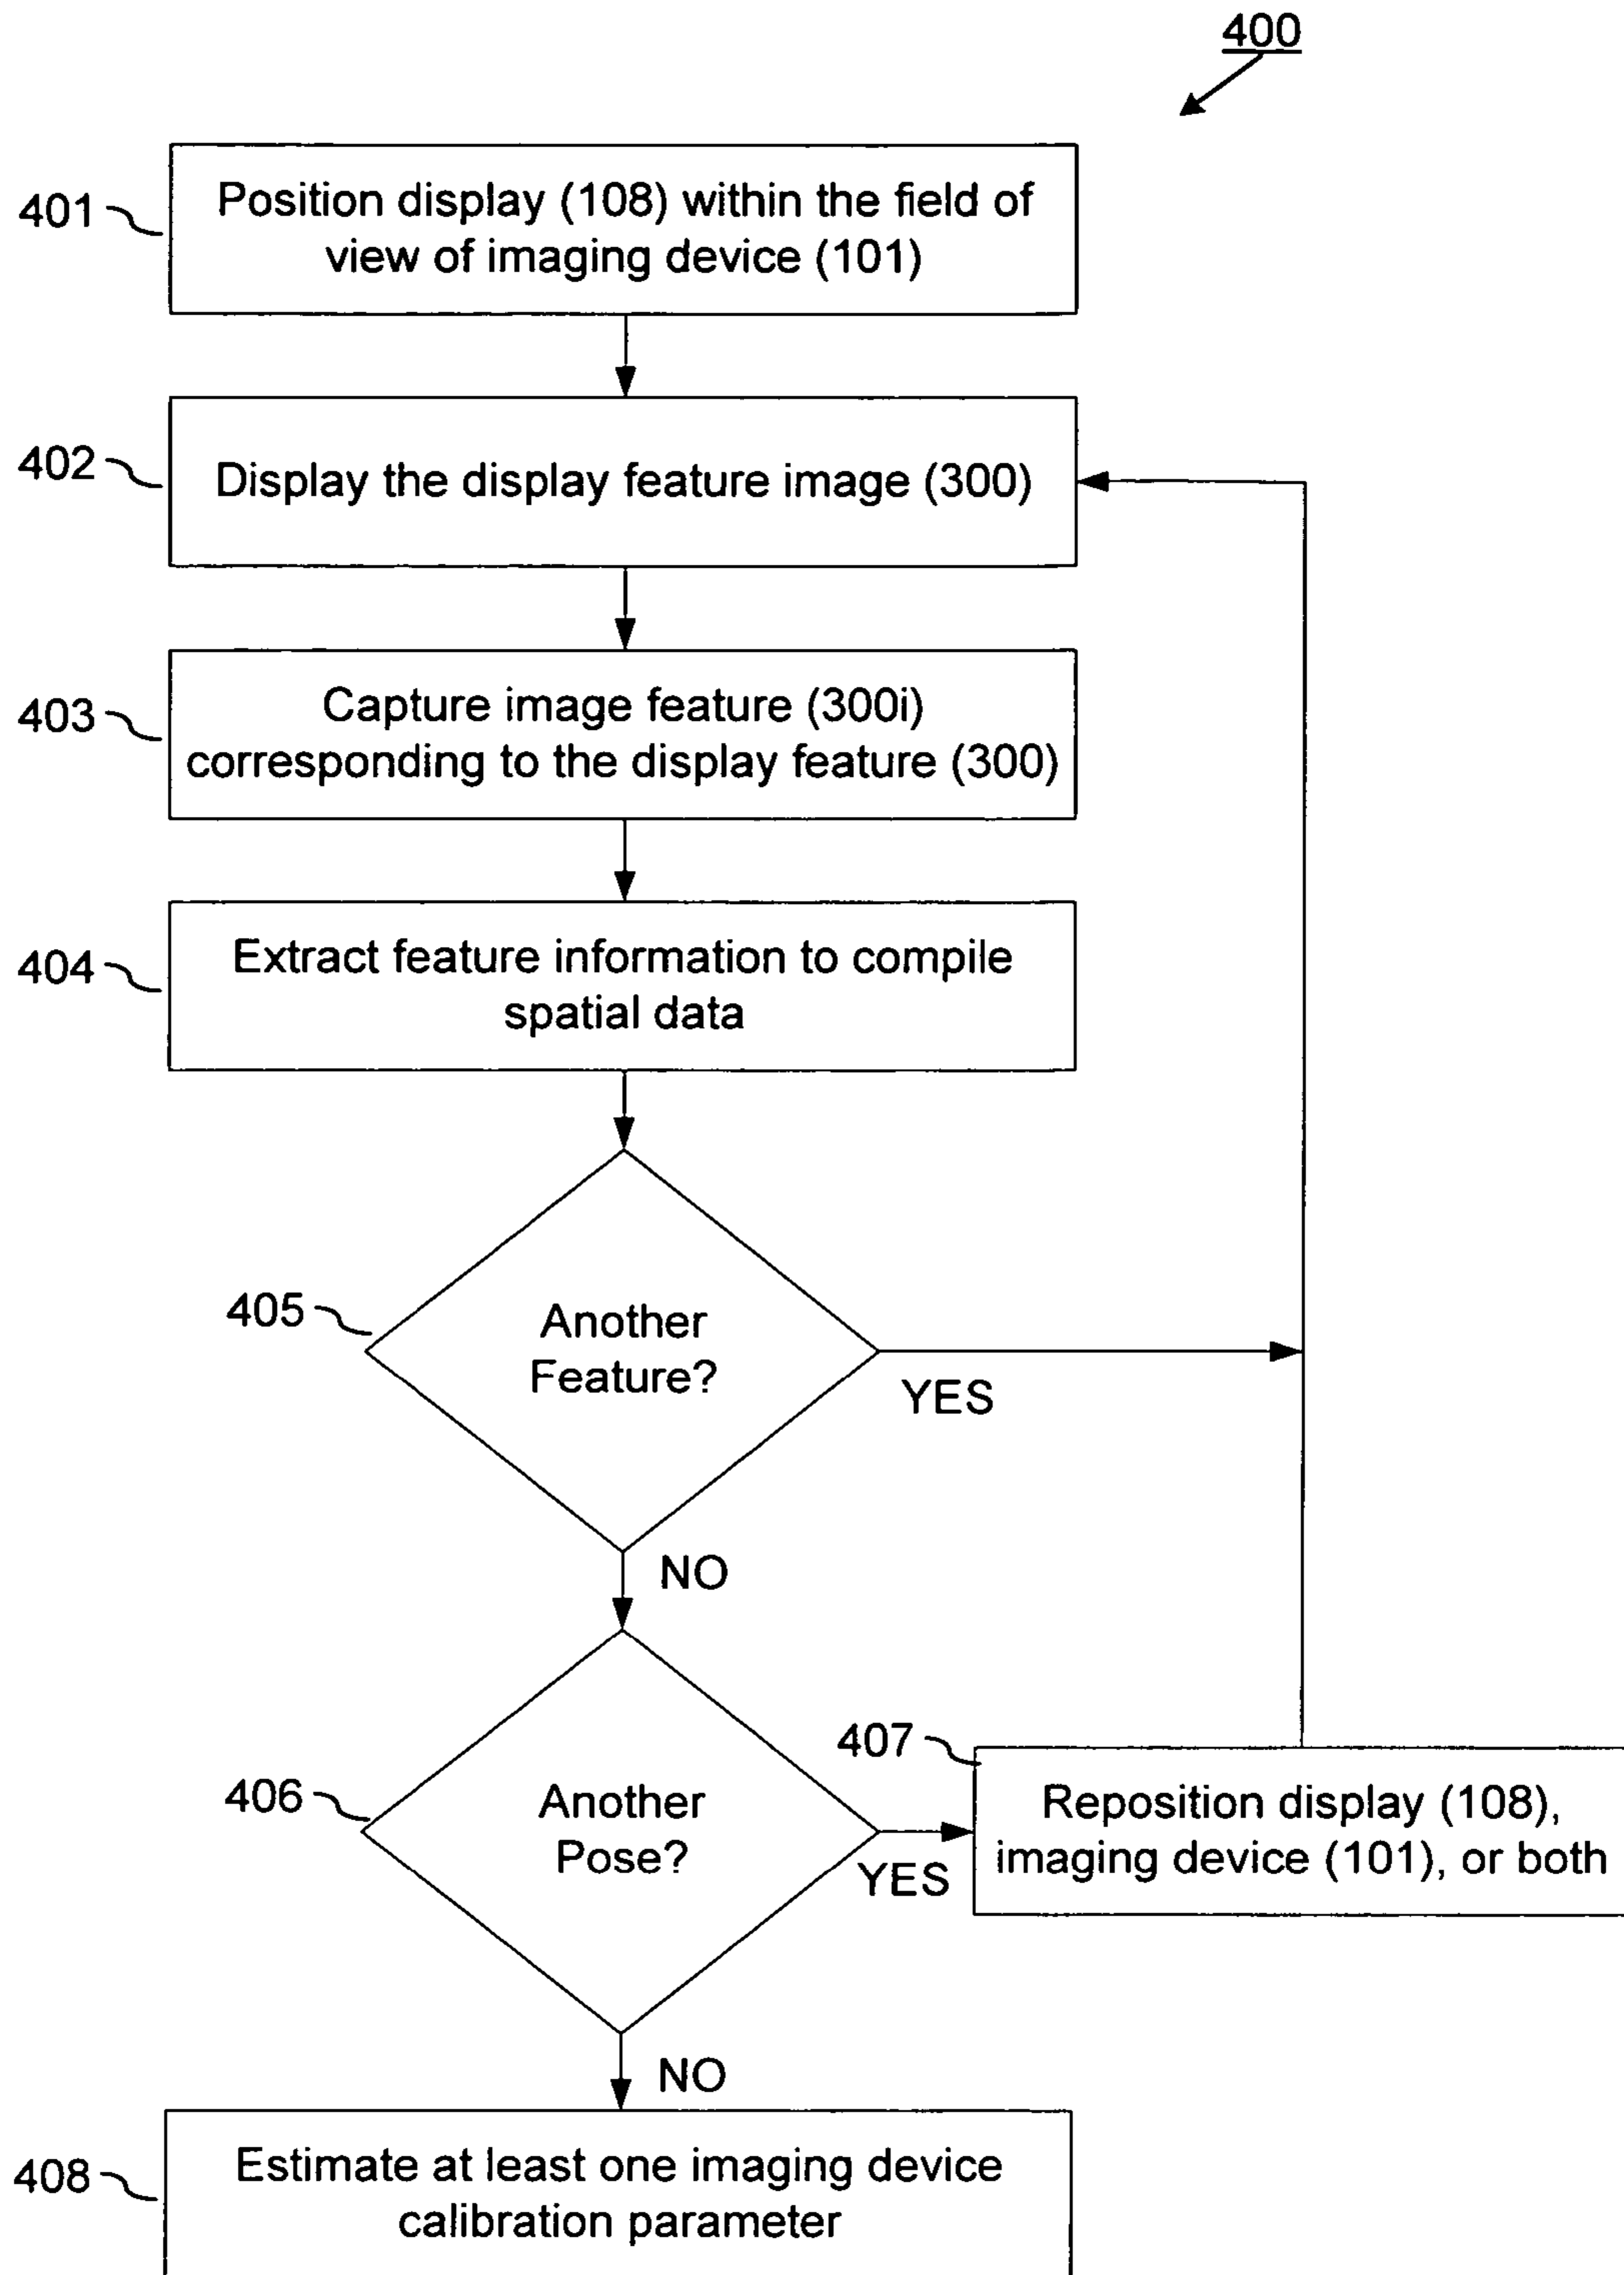 400
401
Position display (108) within the field of
view of imaging device (101)
402
Display the display feature image (300)
403
Capture image feature (300i)
corresponding to the display feature (300)
404
Extract feature information to compile
spatial data
405
Another
Feature?
YES
NO
406
Another
Pose?
YES
407
Reposition display (108),
imaging device (101), or both
NO
408
Estimate at least one imaging device
calibration parameter